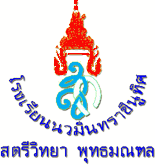 โรงเรียนนวมินทราชินูทิศ
สตรีวิทยา พุทธมณฑล